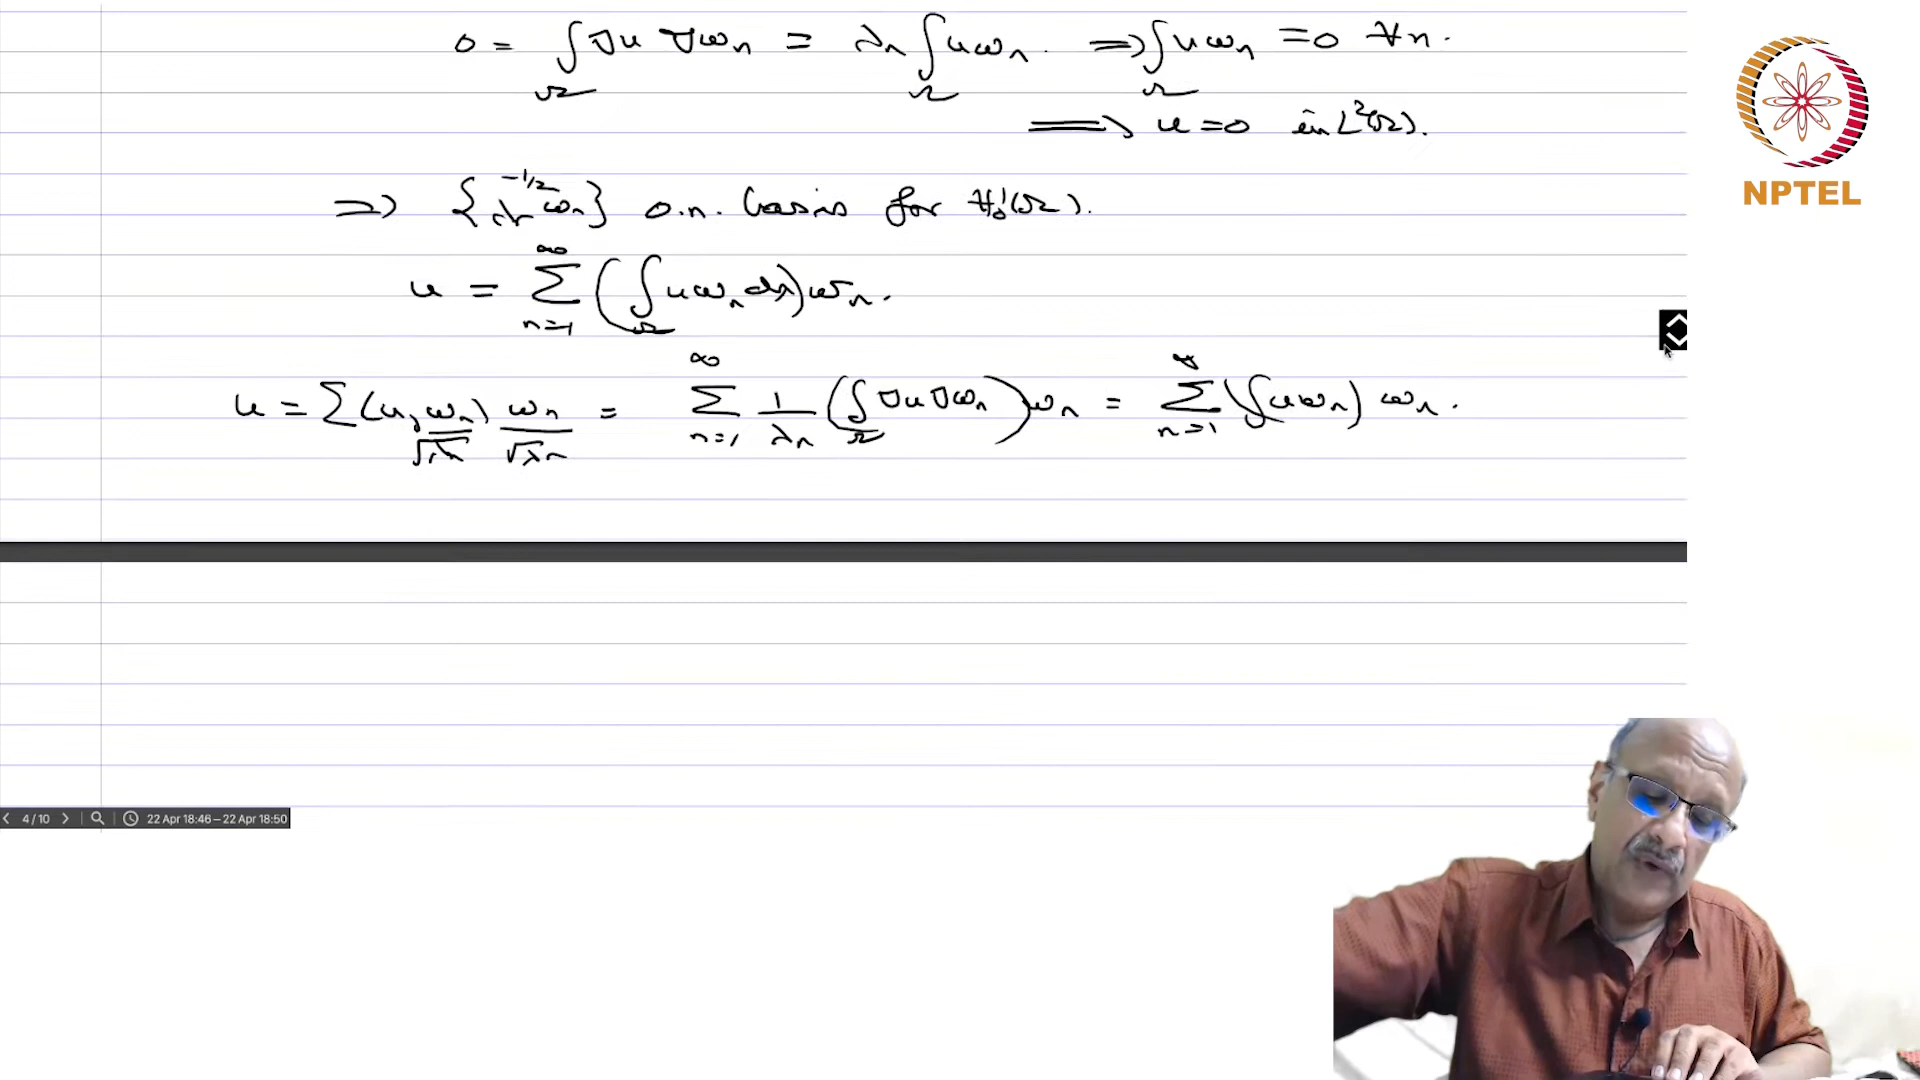 0 = ∫_Ω ∇u ∇w_n = λ_n ∫_Ω u w_n. ⟹ ∫_Ω u w_n = 0 ∀n.
⟹ u = 0 in L²(Ω).
⟹ {λ_n^{-1/2} w_n} o.n. basis for H₀¹(Ω).
u = ∑_{n=1}^∞ (∫_Ω u w_n dx) w_n.
u = ∑ (u, w_n/√λ_n) w_n/√λ_n = ∑_{n=1}^∞ 1/λ_n (∫_Ω ∇u ∇w_n) w_n = ∑_{n=1}^∞ (∫ u w_n) w_n.
NPTEL
4/10 22 Apr 18:46 – 22 Apr 18:50